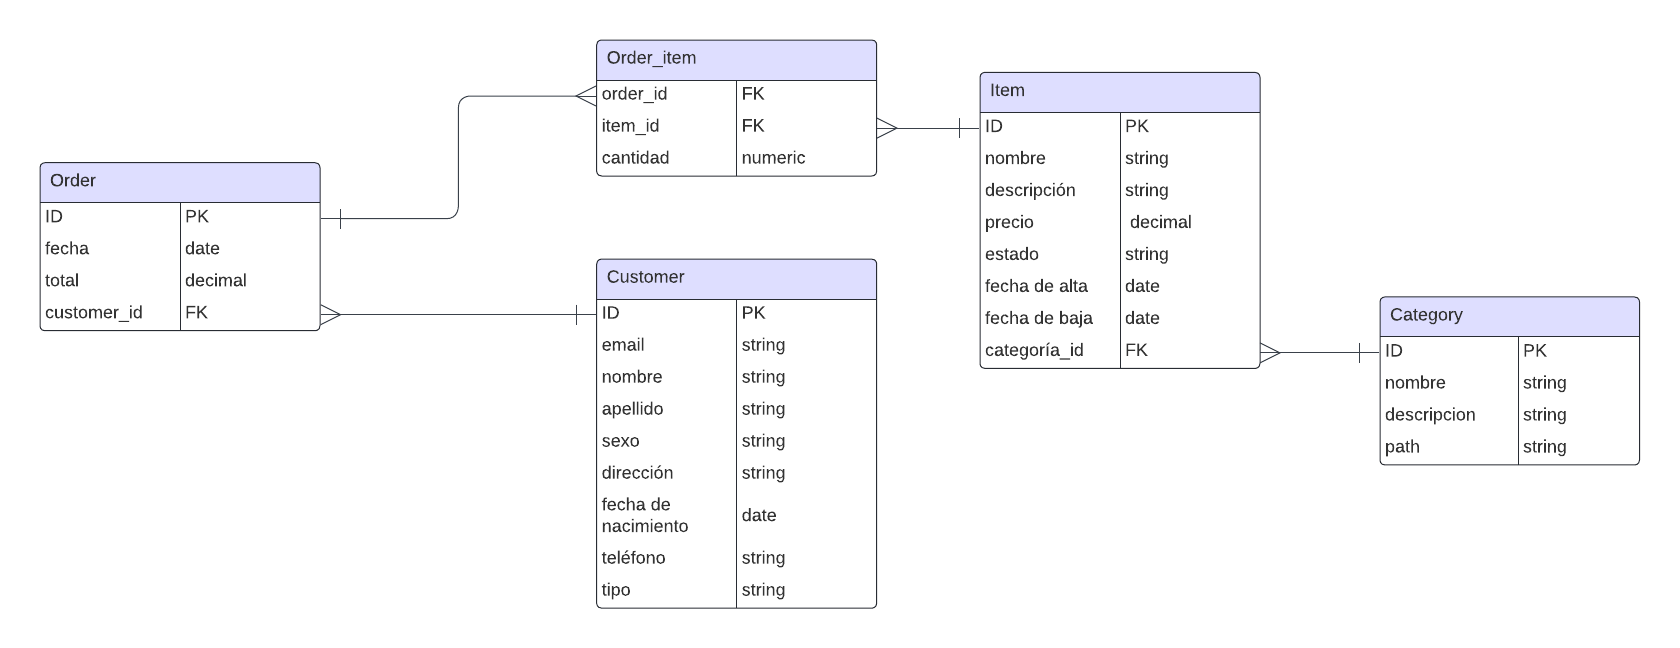 Order_item
order_id FK
item_id FK
cantidad numeric
Item
ID PK
nombre string
descripción string
precio decimal
estado string
fecha de alta date
fecha de baja date
categoría_id FK
Order
ID PK
fecha date
total decimal
customer_id FK
Customer
ID PK
email string
nombre string
apellido string
sexo string
dirección string
fecha de
nacimiento date
teléfono string
tipo string
Category
ID PK
nombre string
descripcion string
path string